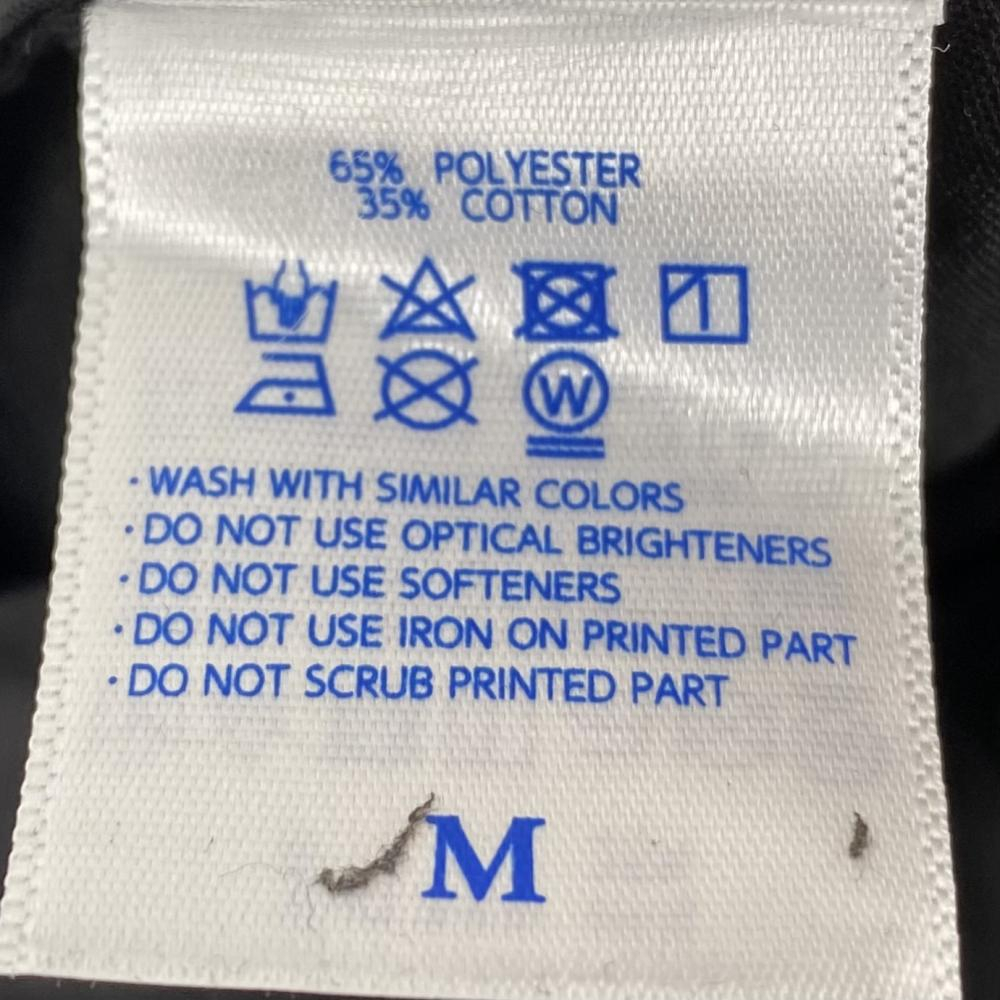 65% POLYESTER
35% COTTON
W
· WASH WITH SIMILAR COLORS
· DO NOT USE OPTICAL BRIGHTENERS
· DO NOT USE SOFTENERS
· DO NOT USE IRON ON PRINTED PART
· DO NOT SCRUB PRINTED PART
M